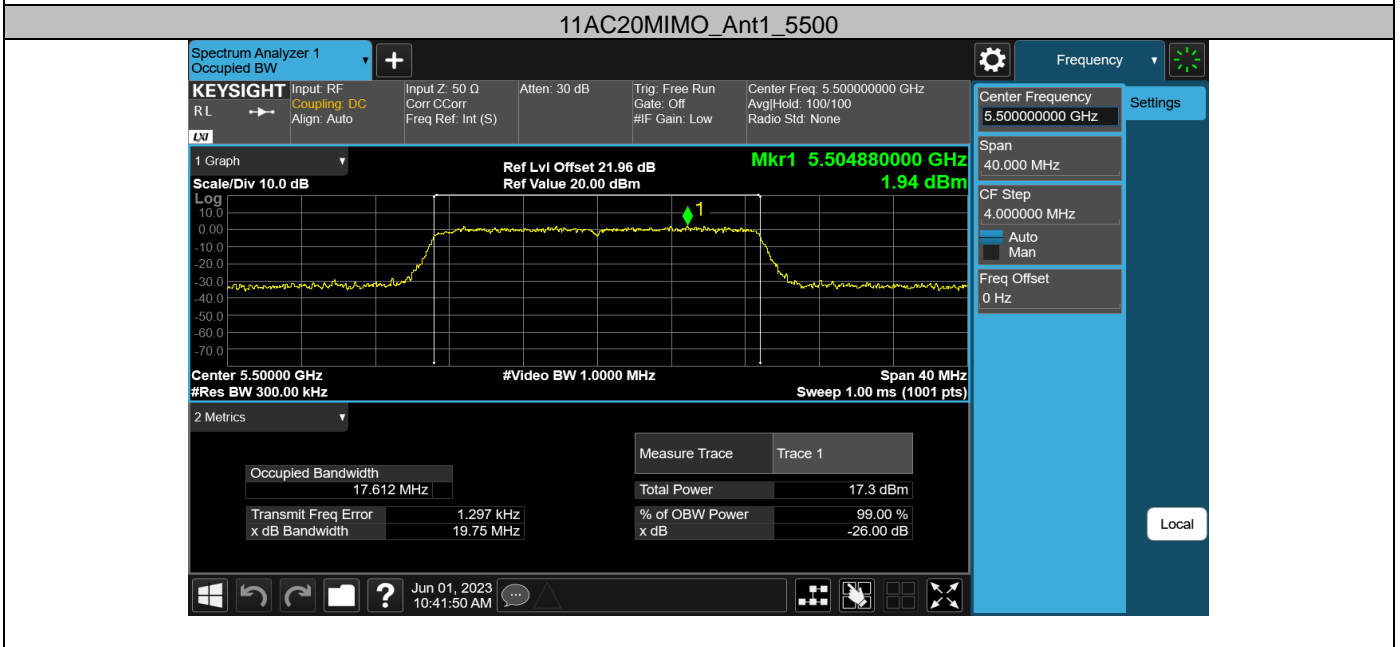 11AC20MIMO_Ant1_5500
Spectrum Analyzer 1
Occupied BW
Frequency
KEYSIGHT
R L
LXI
Input: RF
Coupling: DC
Align: Auto
Input Z: 50 Ω
Corr CCorr
Freq Ref: Int (S)
Atten: 30 dB
Trig: Free Run
Gate: Off
#IF Gain: Low
Center Freq: 5.500000000 GHz
Avg|Hold: 100/100
Radio Std: None
Center Frequency
5.500000000 GHz
Settings
Span
40.000 MHz
CF Step
4.000000 MHz
Auto
Man
Freq Offset
0 Hz
Local
1 Graph
Scale/Div 10.0 dB
Ref Lvl Offset 21.96 dB
Ref Value 20.00 dBm
Mkr1 5.504880000 GHz
1.94 dBm
Log
10.0
0.00
-10.0
-20.0
-30.0
-40.0
-50.0
-60.0
-70.0
1
Center 5.50000 GHz
#Res BW 300.00 kHz
#Video BW 1.0000 MHz
Span 40 MHz
Sweep 1.00 ms (1001 pts)
2 Metrics
Measure Trace Trace 1
Occupied Bandwidth
17.612 MHz
Total Power 17.3 dBm
Transmit Freq Error 1.297 kHz
% of OBW Power 99.00 %
x dB Bandwidth 19.75 MHz
x dB -26.00 dB
?
Jun 01, 2023
10:41:50 AM